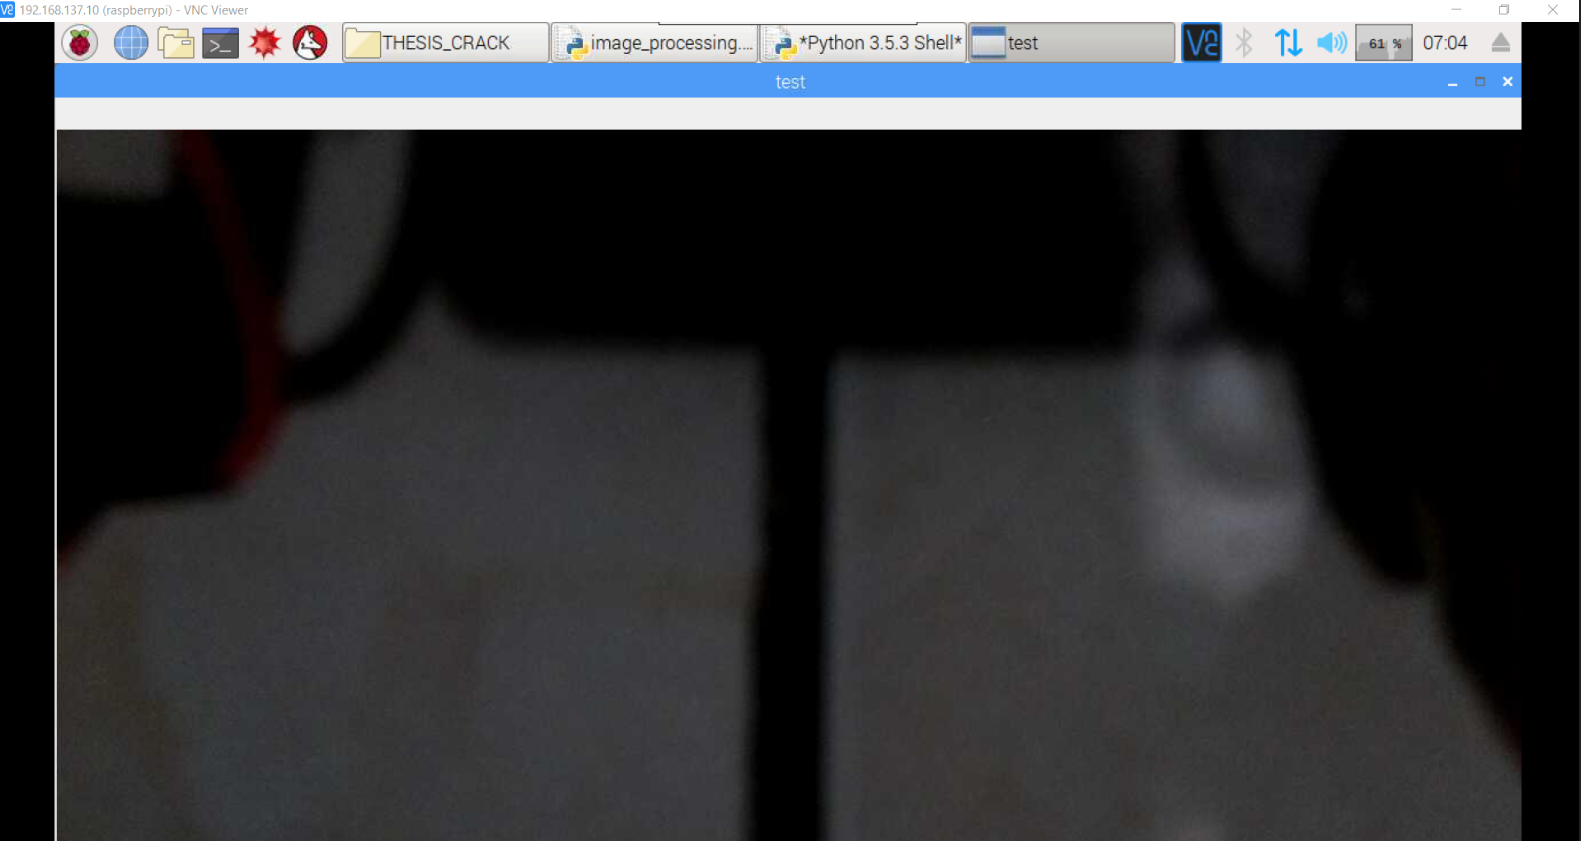 192.168.137.10 (raspberrypi) - VNC Viewer
THESIS_CRACK image_processing.... *Python 3.5.3 Shell* test 61 % 07:04
test